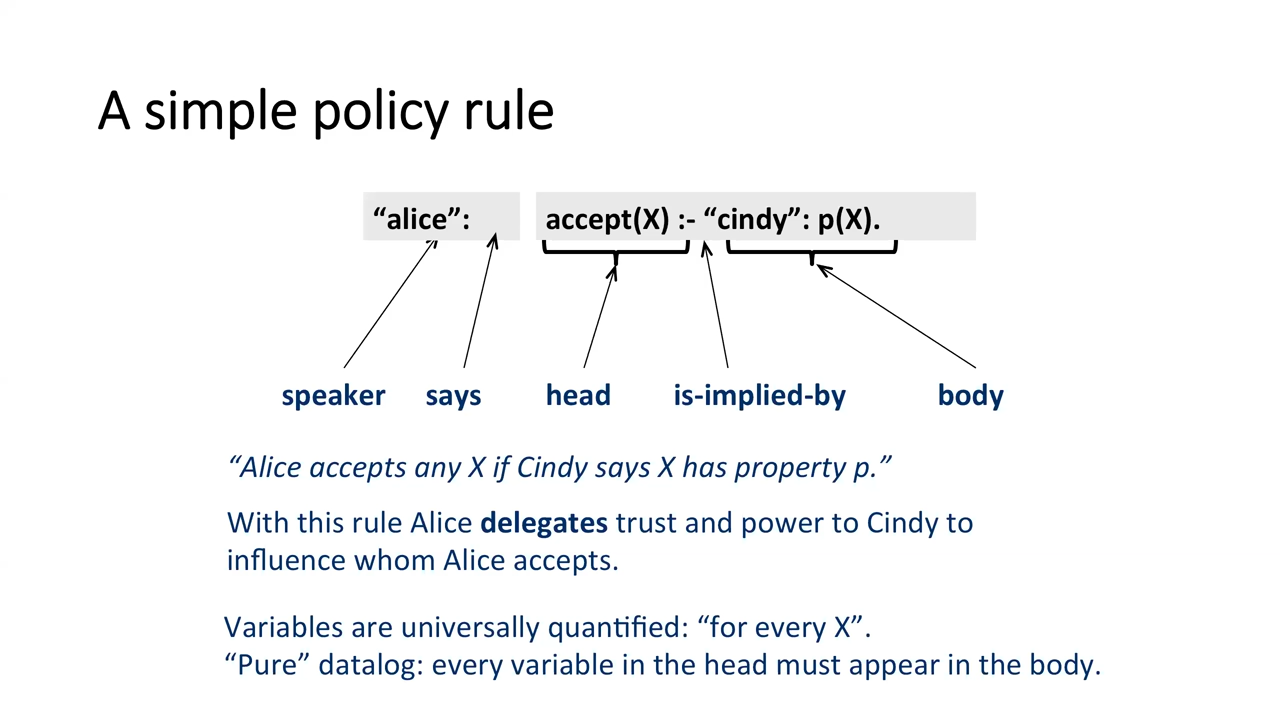 A simple policy rule
“alice”: accept(X) :- “cindy”: p(X).
speaker says head is-implied-by body
“Alice accepts any X if Cindy says X has property p.”
With this rule Alice delegates trust and power to Cindy to
influence whom Alice accepts.
Variables are universally quantified: “for every X”.
“Pure” datalog: every variable in the head must appear in the body.